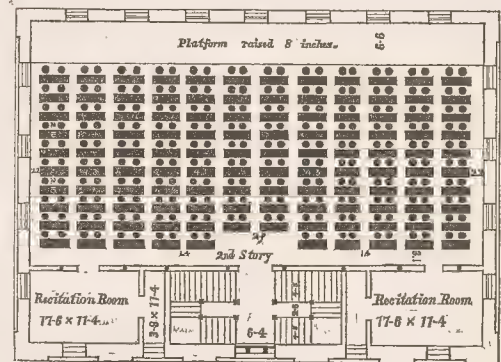 Platform raised 8 inches.
6-6
2nd Story
Recitation Room
17-6 × 11-4
3-9 × 11-4
6-4
Recitation Room
17-6 × 11-4